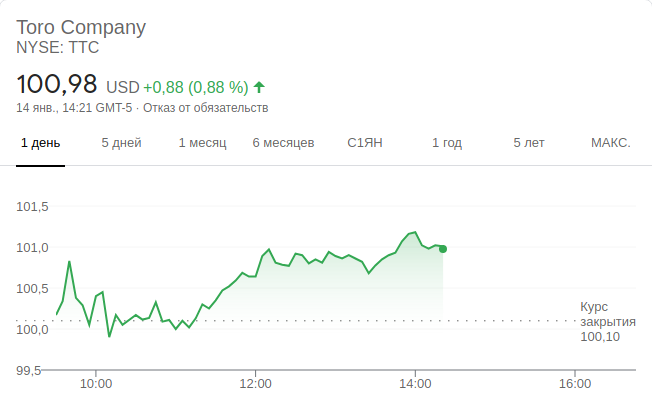 Toro Company
NYSE: TTC
100,98 USD +0,88 (0,88 %)
14 янв., 14:21 GMT-5 · Отказ от обязательств
1 день 5 дней 1 месяц 6 месяцев С1ЯН 1 год 5 лет МАКС.
101,5
101,0
100,5
Курс
закрытия
100,10
100,0
99,5
10:00 12:00 14:00 16:00